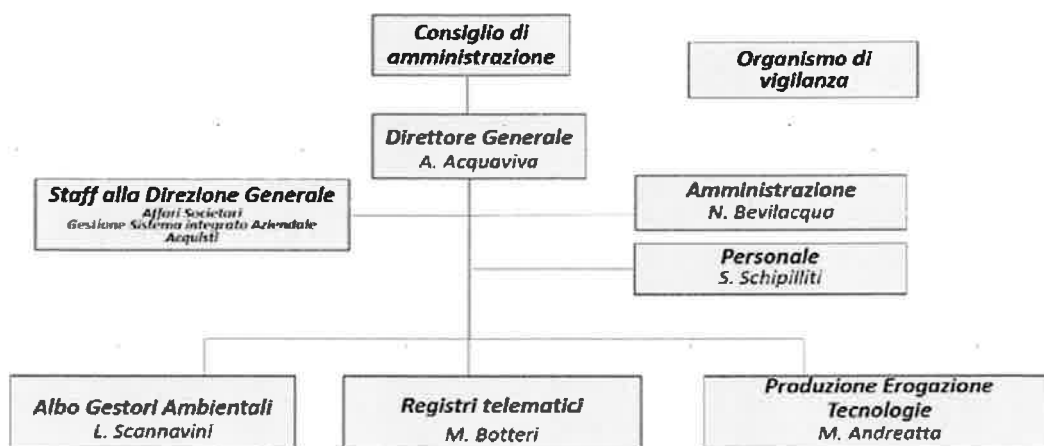 Consiglio di
amministrazione
Organismo di
vigilanza
Direttore Generale
A. Acquaviva
Staff alla Direzione Generale
Affari Societari
Gestione Sistema integrato Aziendale
Acquisti
Amministrazione
N. Bevilacqua
Personale
S. Schipilliti
Albo Gestori Ambientali
L. Scannavini
Registri telematici
M. Botteri
Produzione Erogazione
Tecnologie
M. Andreatta